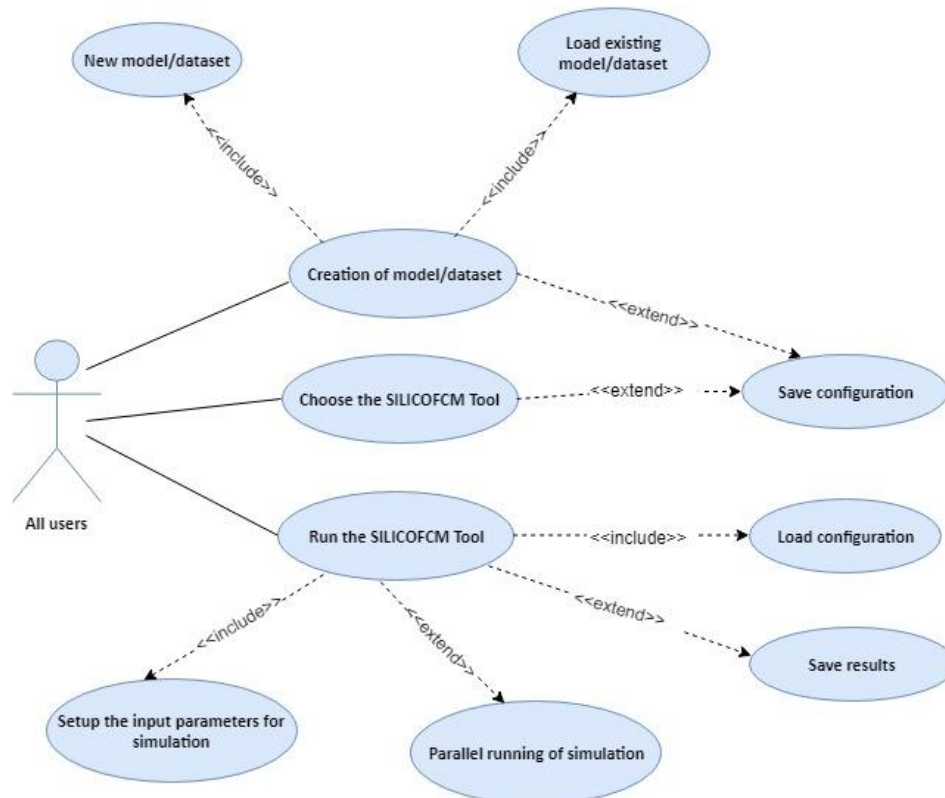 New model/dataset
Load existing
model/dataset
<<include>>
<<include>>
Creation of model/dataset
<<extend>>
Choose the SILICOFCM Tool
<<extend>>
Save configuration
All users
Run the SILICOFCM Tool
<<include>>
Load configuration
<<include>>
<<extend>>
<<extend>>
Save results
Setup the input parameters for
simulation
Parallel running of simulation